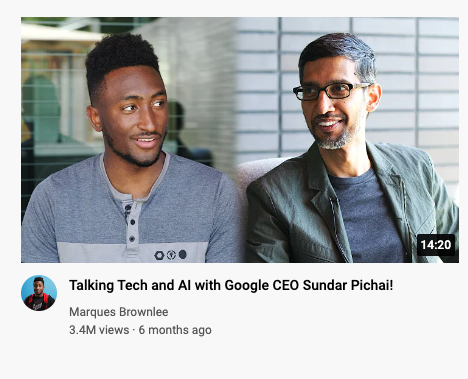 14:20
Talking Tech and AI with Google CEO Sundar Pichai!
Marques Brownlee
3.4M views · 6 months ago